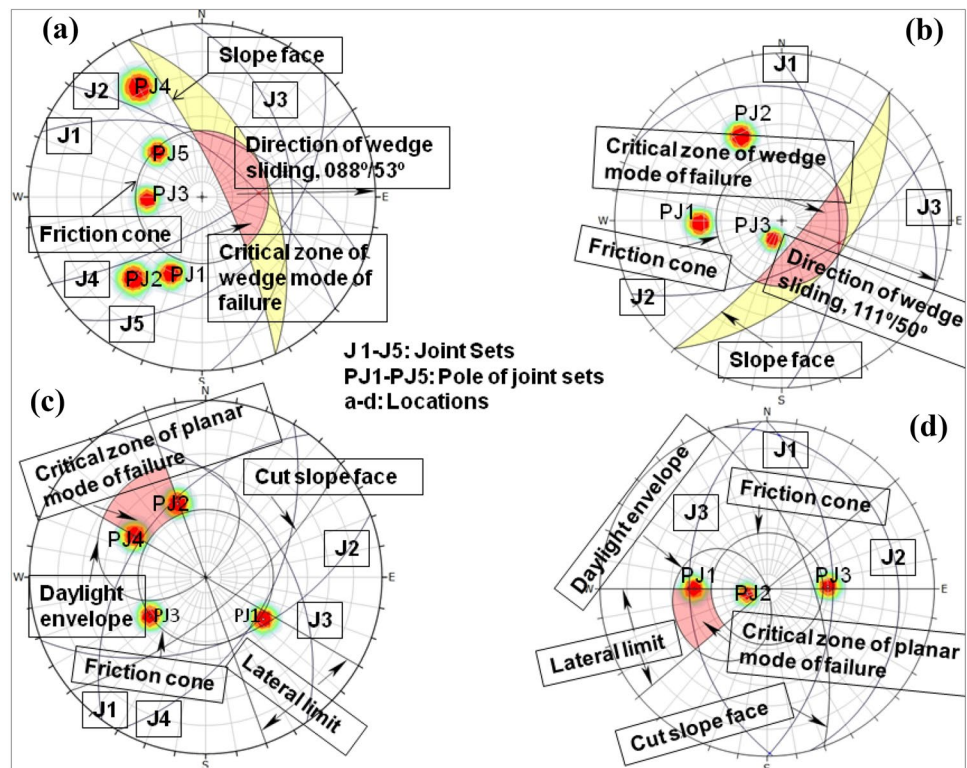 (a)
N
Slope face
J2
PJ4
J3
J1
PJ5
Direction of wedge
sliding, 088º/53º
W
PJ3
E
Friction cone
Critical zone of
wedge mode of
failure
J4
PJ2
PJ1
J5
S
(b)
N
J1
PJ2
Critical zone of wedge
mode of failure
J3
W
PJ1
PJ3
E
Friction cone
Direction of wedge
sliding, 111º/50º
J2
Slope face
S
J1-J5: Joint Sets
PJ1-PJ5: Pole of joint sets
a-d: Locations
(c)
N
Critical zone of planar
mode of failure
Cut slope face
PJ2
PJ4
J2
W
E
Daylight
envelope
PJ3
PJ1
J3
Friction cone
Lateral limit
J1
J4
S
(d)
N
J1
Daylight envelope
Friction cone
J3
J2
PJ1
PJ2
PJ3
W
E
Lateral limit
Critical zone of planar
mode of failure
Cut slope face
S